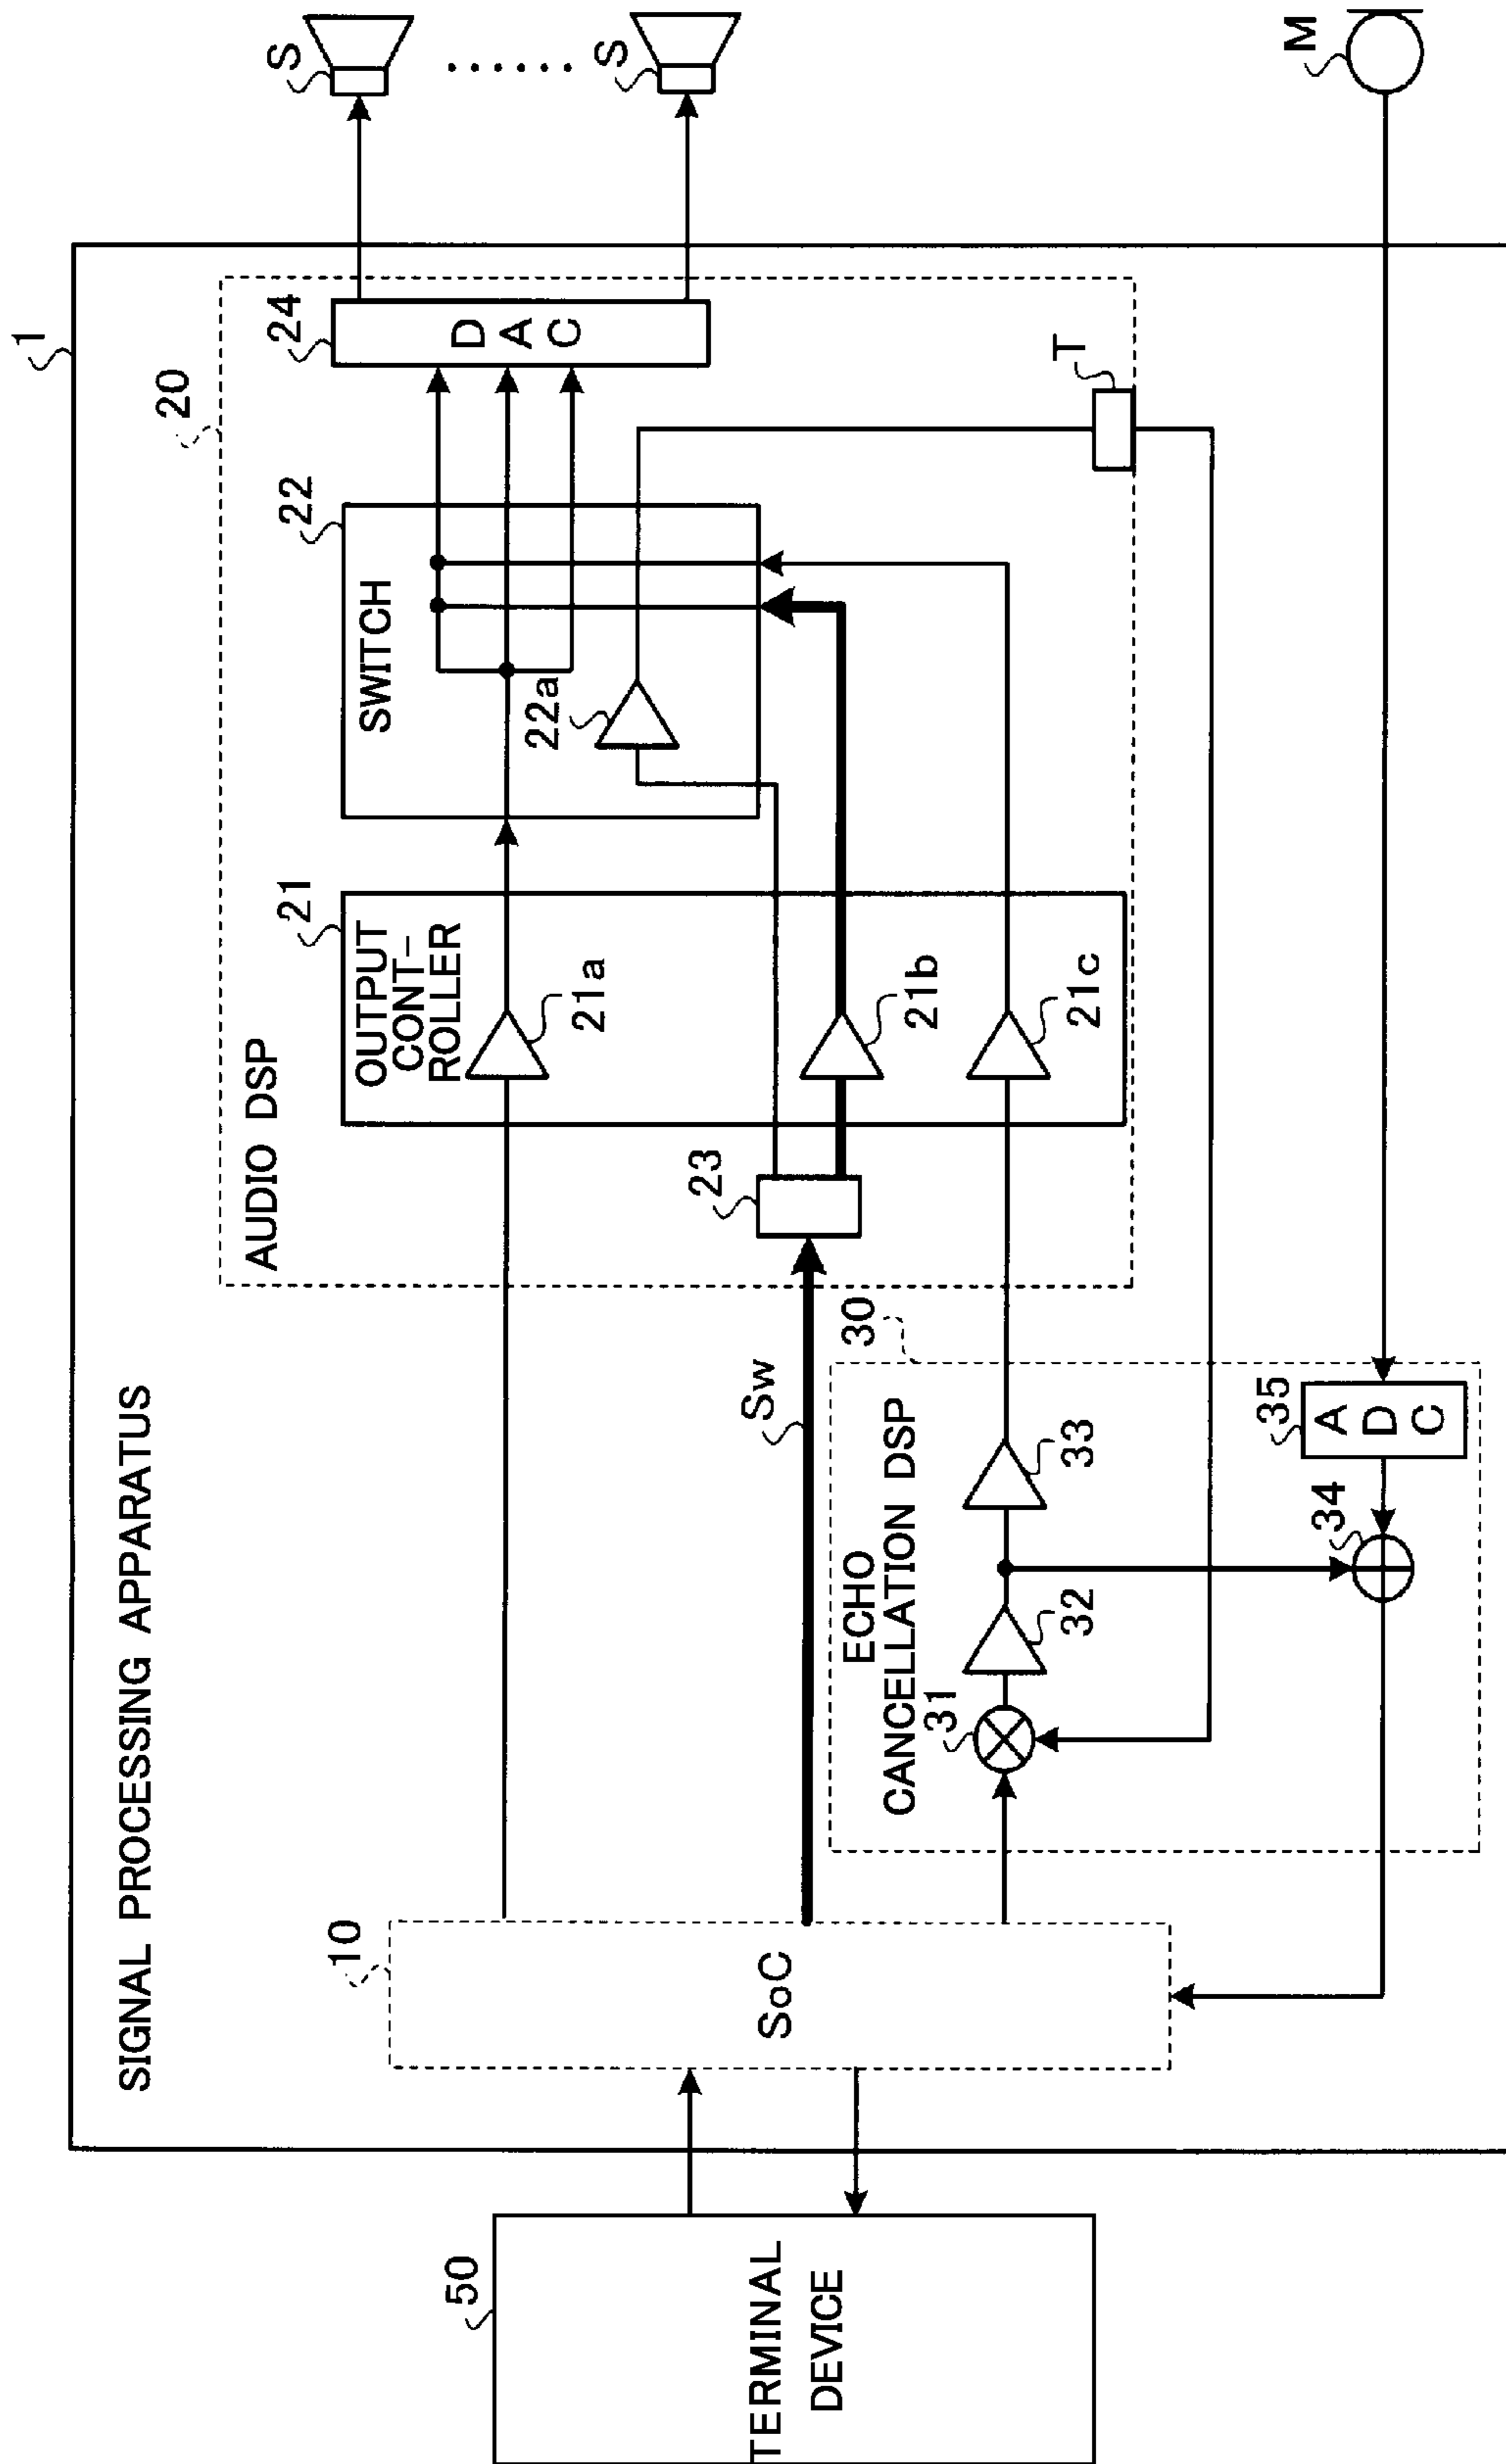 1
SIGNAL PROCESSING APPARATUS
20
AUDIO DSP
10
SoC
50
TERMINAL
DEVICE
21
OUTPUT
CONT-
ROLLER
21a
21b
21c
22
SWITCH
22a
23
24
DAC
S
......
S
T
Sw
30
ECHO
CANCELLATION DSP
31
32
33
34
35
ADC
M